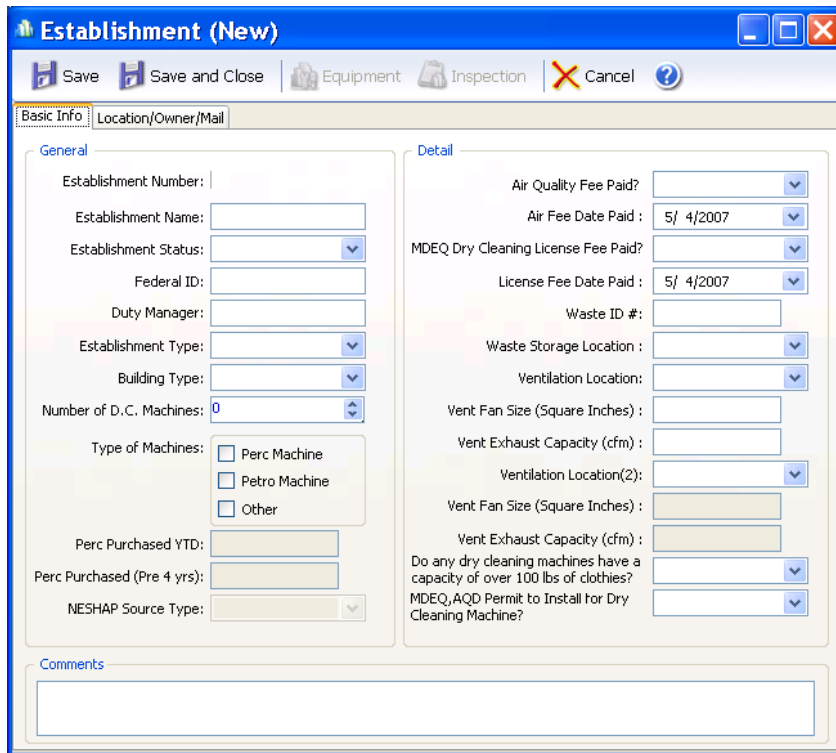 Establishment (New)
Save Save and Close Equipment Inspection Cancel ?
Basic Info Location/Owner/Mail
General
Establishment Number:
Establishment Name:
Establishment Status:
Federal ID:
Duty Manager:
Establishment Type:
Building Type:
Number of D.C. Machines: 0
Type of Machines:
Perc Machine
Petro Machine
Other
Perc Purchased YTD:
Perc Purchased (Pre 4 yrs):
NESHAP Source Type:
Detail
Air Quality Fee Paid?
Air Fee Date Paid : 5/ 4/2007
MDEQ Dry Cleaning License Fee Paid?
License Fee Date Paid : 5/ 4/2007
Waste ID #:
Waste Storage Location :
Ventilation Location:
Vent Fan Size (Square Inches) :
Vent Exhaust Capacity (cfm) :
Ventilation Location(2):
Vent Fan Size (Square Inches) :
Vent Exhaust Capacity (cfm) :
Do any dry cleaning machines have a
capacity of over 100 lbs of clothies?
MDEQ,AQD Permit to Install for Dry
Cleaning Machine?
Comments